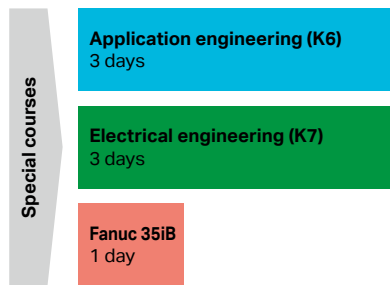 Special courses
Application engineering (K6)
3 days
Electrical engineering (K7)
3 days
Fanuc 35iB
1 day